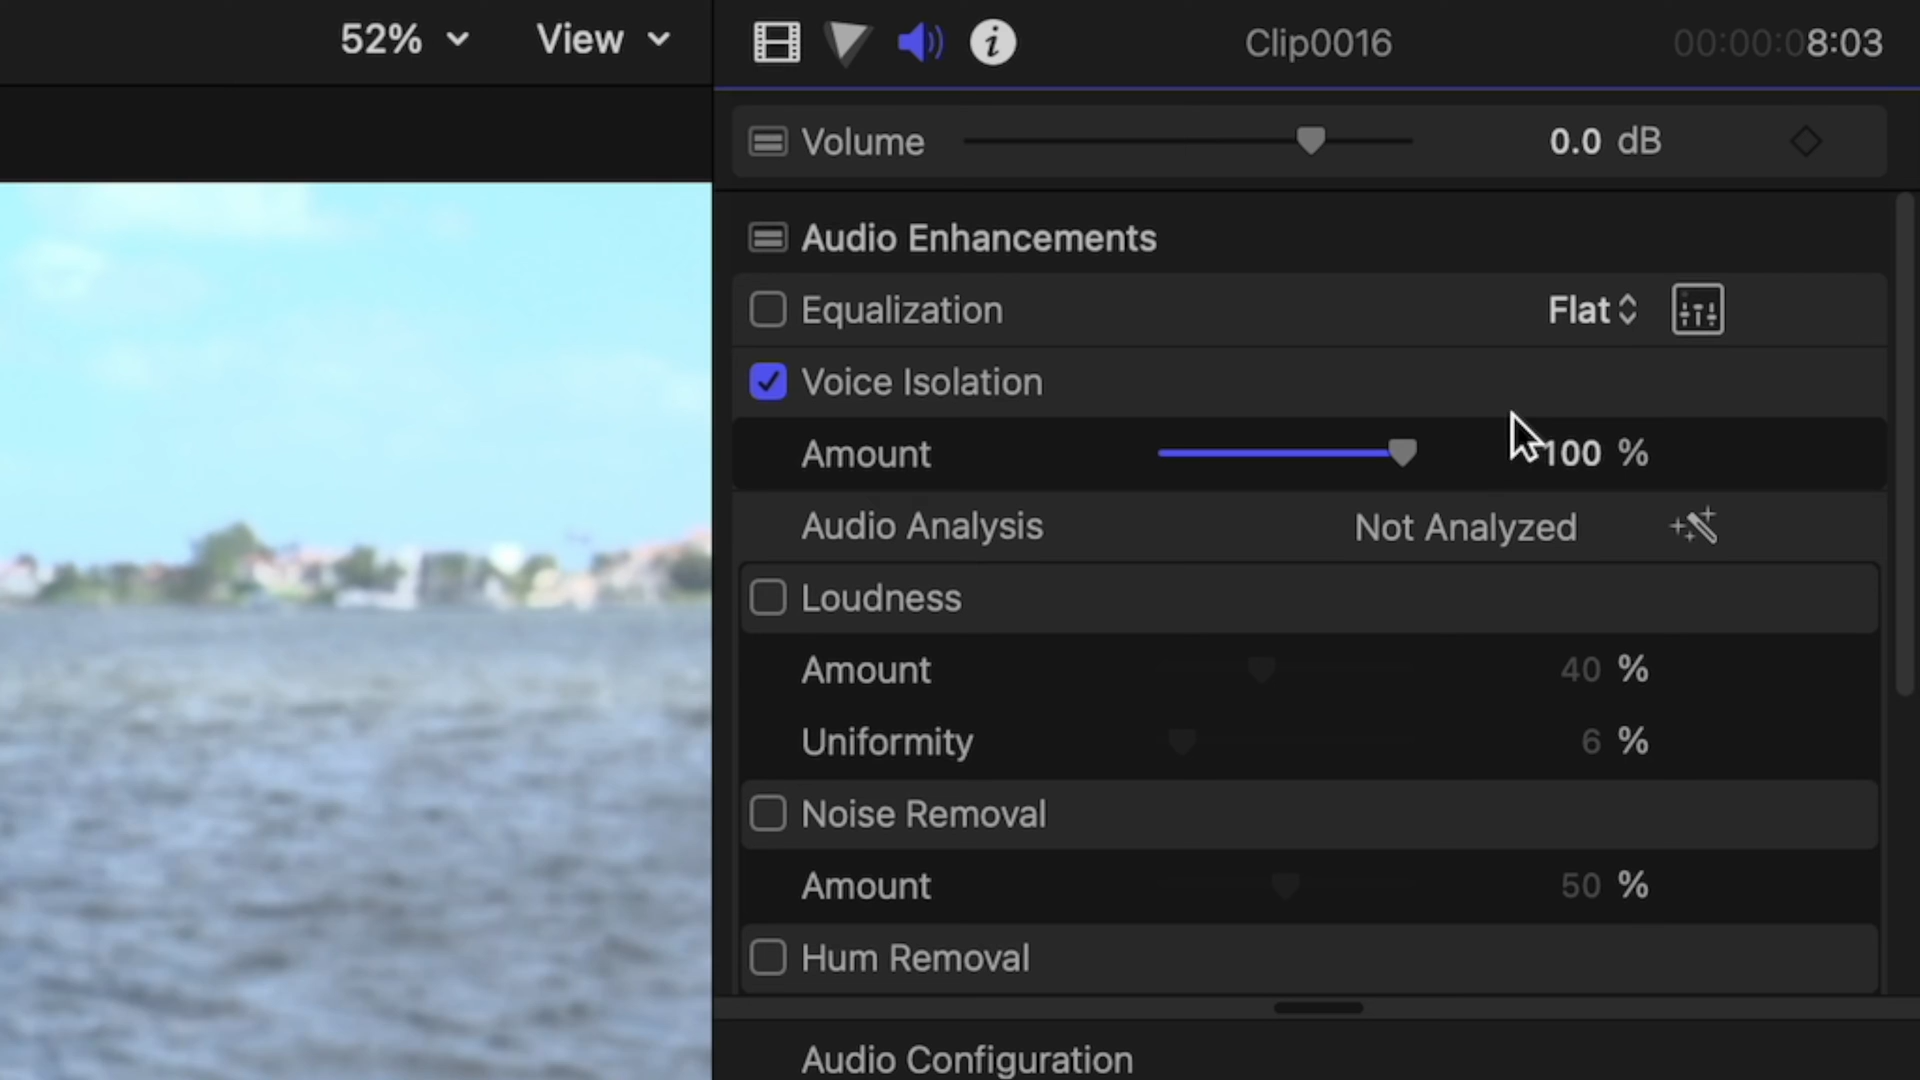 52% View Clip0016 00:00:08:03
Volume 0.0 dB
Audio Enhancements
Equalization Flat
Voice Isolation
Amount 100 %
Audio Analysis Not Analyzed
Loudness
Amount 40 %
Uniformity 6 %
Noise Removal
Amount 50 %
Hum Removal
Audio Configuration